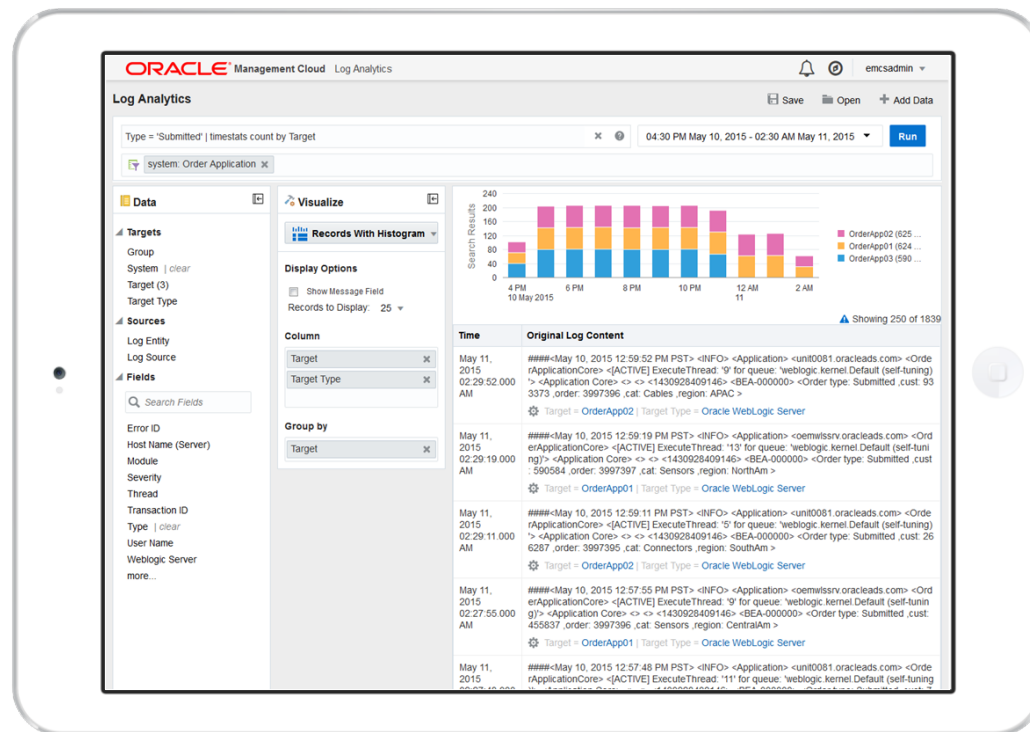 ORACLE Management Cloud Log Analytics
emcsadmin
Log Analytics
Save Open Add Data
Type = 'Submitted' | timestats count by Target
04:30 PM May 10, 2015 - 02:30 AM May 11, 2015
Run
system: Order Application
Data
Targets
Group
System | clear
Target (3)
Target Type
Sources
Log Entity
Log Source
Fields
Search Fields
Error ID
Host Name (Server)
Module
Severity
Thread
Transaction ID
Type | clear
User Name
Weblogic Server
more...
Visualize
Records With Histogram
Display Options
Show Message Field
Records to Display: 25
Column
Target
Target Type
Group by
Target
Search Results
240
200
160
120
80
40
0
4 PM 6 PM 8 PM 10 PM 12 AM 2 AM
10 May 2015 11
OrderApp02 (625 ...
OrderApp01 (624 ...
OrderApp03 (590 ...
Showing 250 of 1839
Time Original Log Content
May 11,
2015
02:29:52.000
AM
####<May 10, 2015 12:59:52 PM PST> <INFO> <Application> <unit0081.oracleads.com> <Orde
rApplicationCore> <[ACTIVE] ExecuteThread: '9' for queue: 'weblogic.kernel.Default (self-tuning)
'> <Application Core> <> <> <1430928409146> <BEA-000000> <Order type: Submitted ,cust: 93
3373 ,order: 3997396 ,cat: Cables ,region: APAC >
Target = OrderApp02 | Target Type = Oracle WebLogic Server
May 11,
2015
02:29:19.000
AM
####<May 10, 2015 12:59:19 PM PST> <INFO> <Application> <oemwlssrv.oracleads.com> <Ord
erApplicationCore> <[ACTIVE] ExecuteThread: '13' for queue: 'weblogic.kernel.Default (self-tuni
ng)'> <Application Core> <> <> <1430928409146> <BEA-000000> <Order type: Submitted ,cust
: 590584 ,order: 3997397 ,cat: Sensors ,region: NorthAm >
Target = OrderApp01 | Target Type = Oracle WebLogic Server
May 11,
2015
02:29:11.000
AM
####<May 10, 2015 12:59:11 PM PST> <INFO> <Application> <unit0081.oracleads.com> <Orde
rApplicationCore> <[ACTIVE] ExecuteThread: '5' for queue: 'weblogic.kernel.Default (self-tuning)
'> <Application Core> <> <> <1430928409146> <BEA-000000> <Order type: Submitted ,cust: 26
6287 ,order: 3997395 ,cat: Connectors ,region: SouthAm >
Target = OrderApp02 | Target Type = Oracle WebLogic Server
May 11,
2015
02:27:55.000
AM
####<May 10, 2015 12:57:55 PM PST> <INFO> <Application> <oemwlssrv.oracleads.com> <Ord
erApplicationCore> <[ACTIVE] ExecuteThread: '9' for queue: 'weblogic.kernel.Default (self-tunin
g)'> <Application Core> <> <> <1430928409146> <BEA-000000> <Order type: Submitted ,cust:
455837 ,order: 3997396 ,cat: Sensors ,region: CentralAm >
Target = OrderApp01 | Target Type = Oracle WebLogic Server
May 11,
2015
####<May 10, 2015 12:57:48 PM PST> <INFO> <Application> <unit0081.oracleads.com> <Orde
rApplicationCore> <[ACTIVE] ExecuteThread: '11' for queue: 'weblogic.kernel.Default (self-tuning